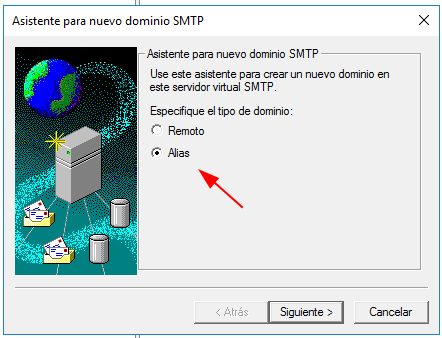 Asistente para nuevo dominio SMTP
Asistente para nuevo dominio SMTP
Use este asistente para crear un nuevo dominio en
este servidor virtual SMTP.
Especifique el tipo de dominio:
Remoto
Alias
< Atrás
Siguiente >
Cancelar